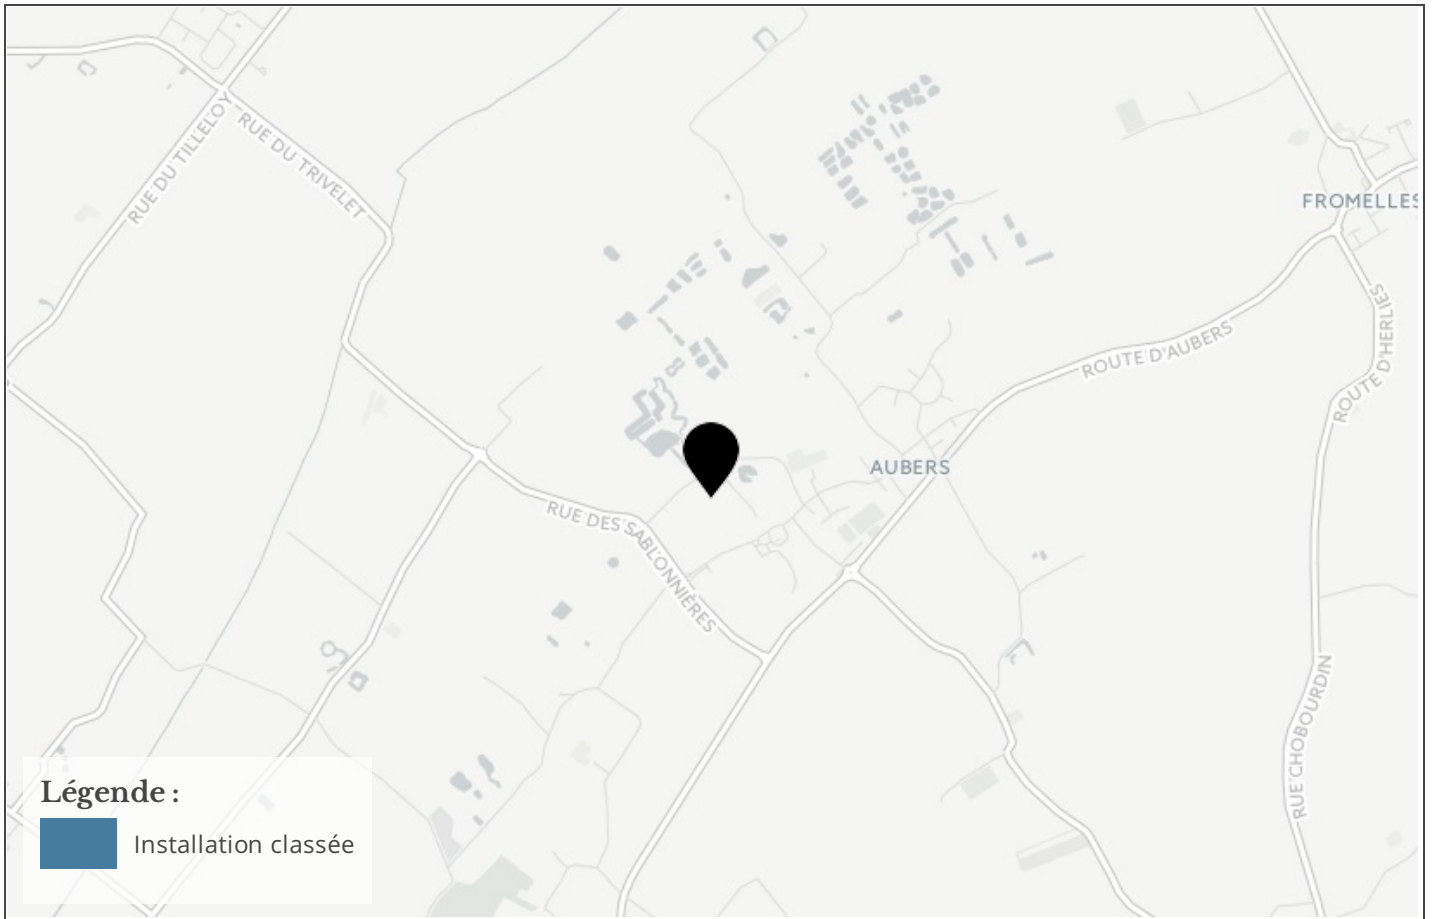 RUE DU TILLELOY
RUE DU TRIVELET
FROMELLES
ROUTE D'HERLIES
ROUTE D'AUBERS
AUBERS
RUE DES SABLONNIÈRES
RUE CHOBOURDIN
Légende :
Installation classée